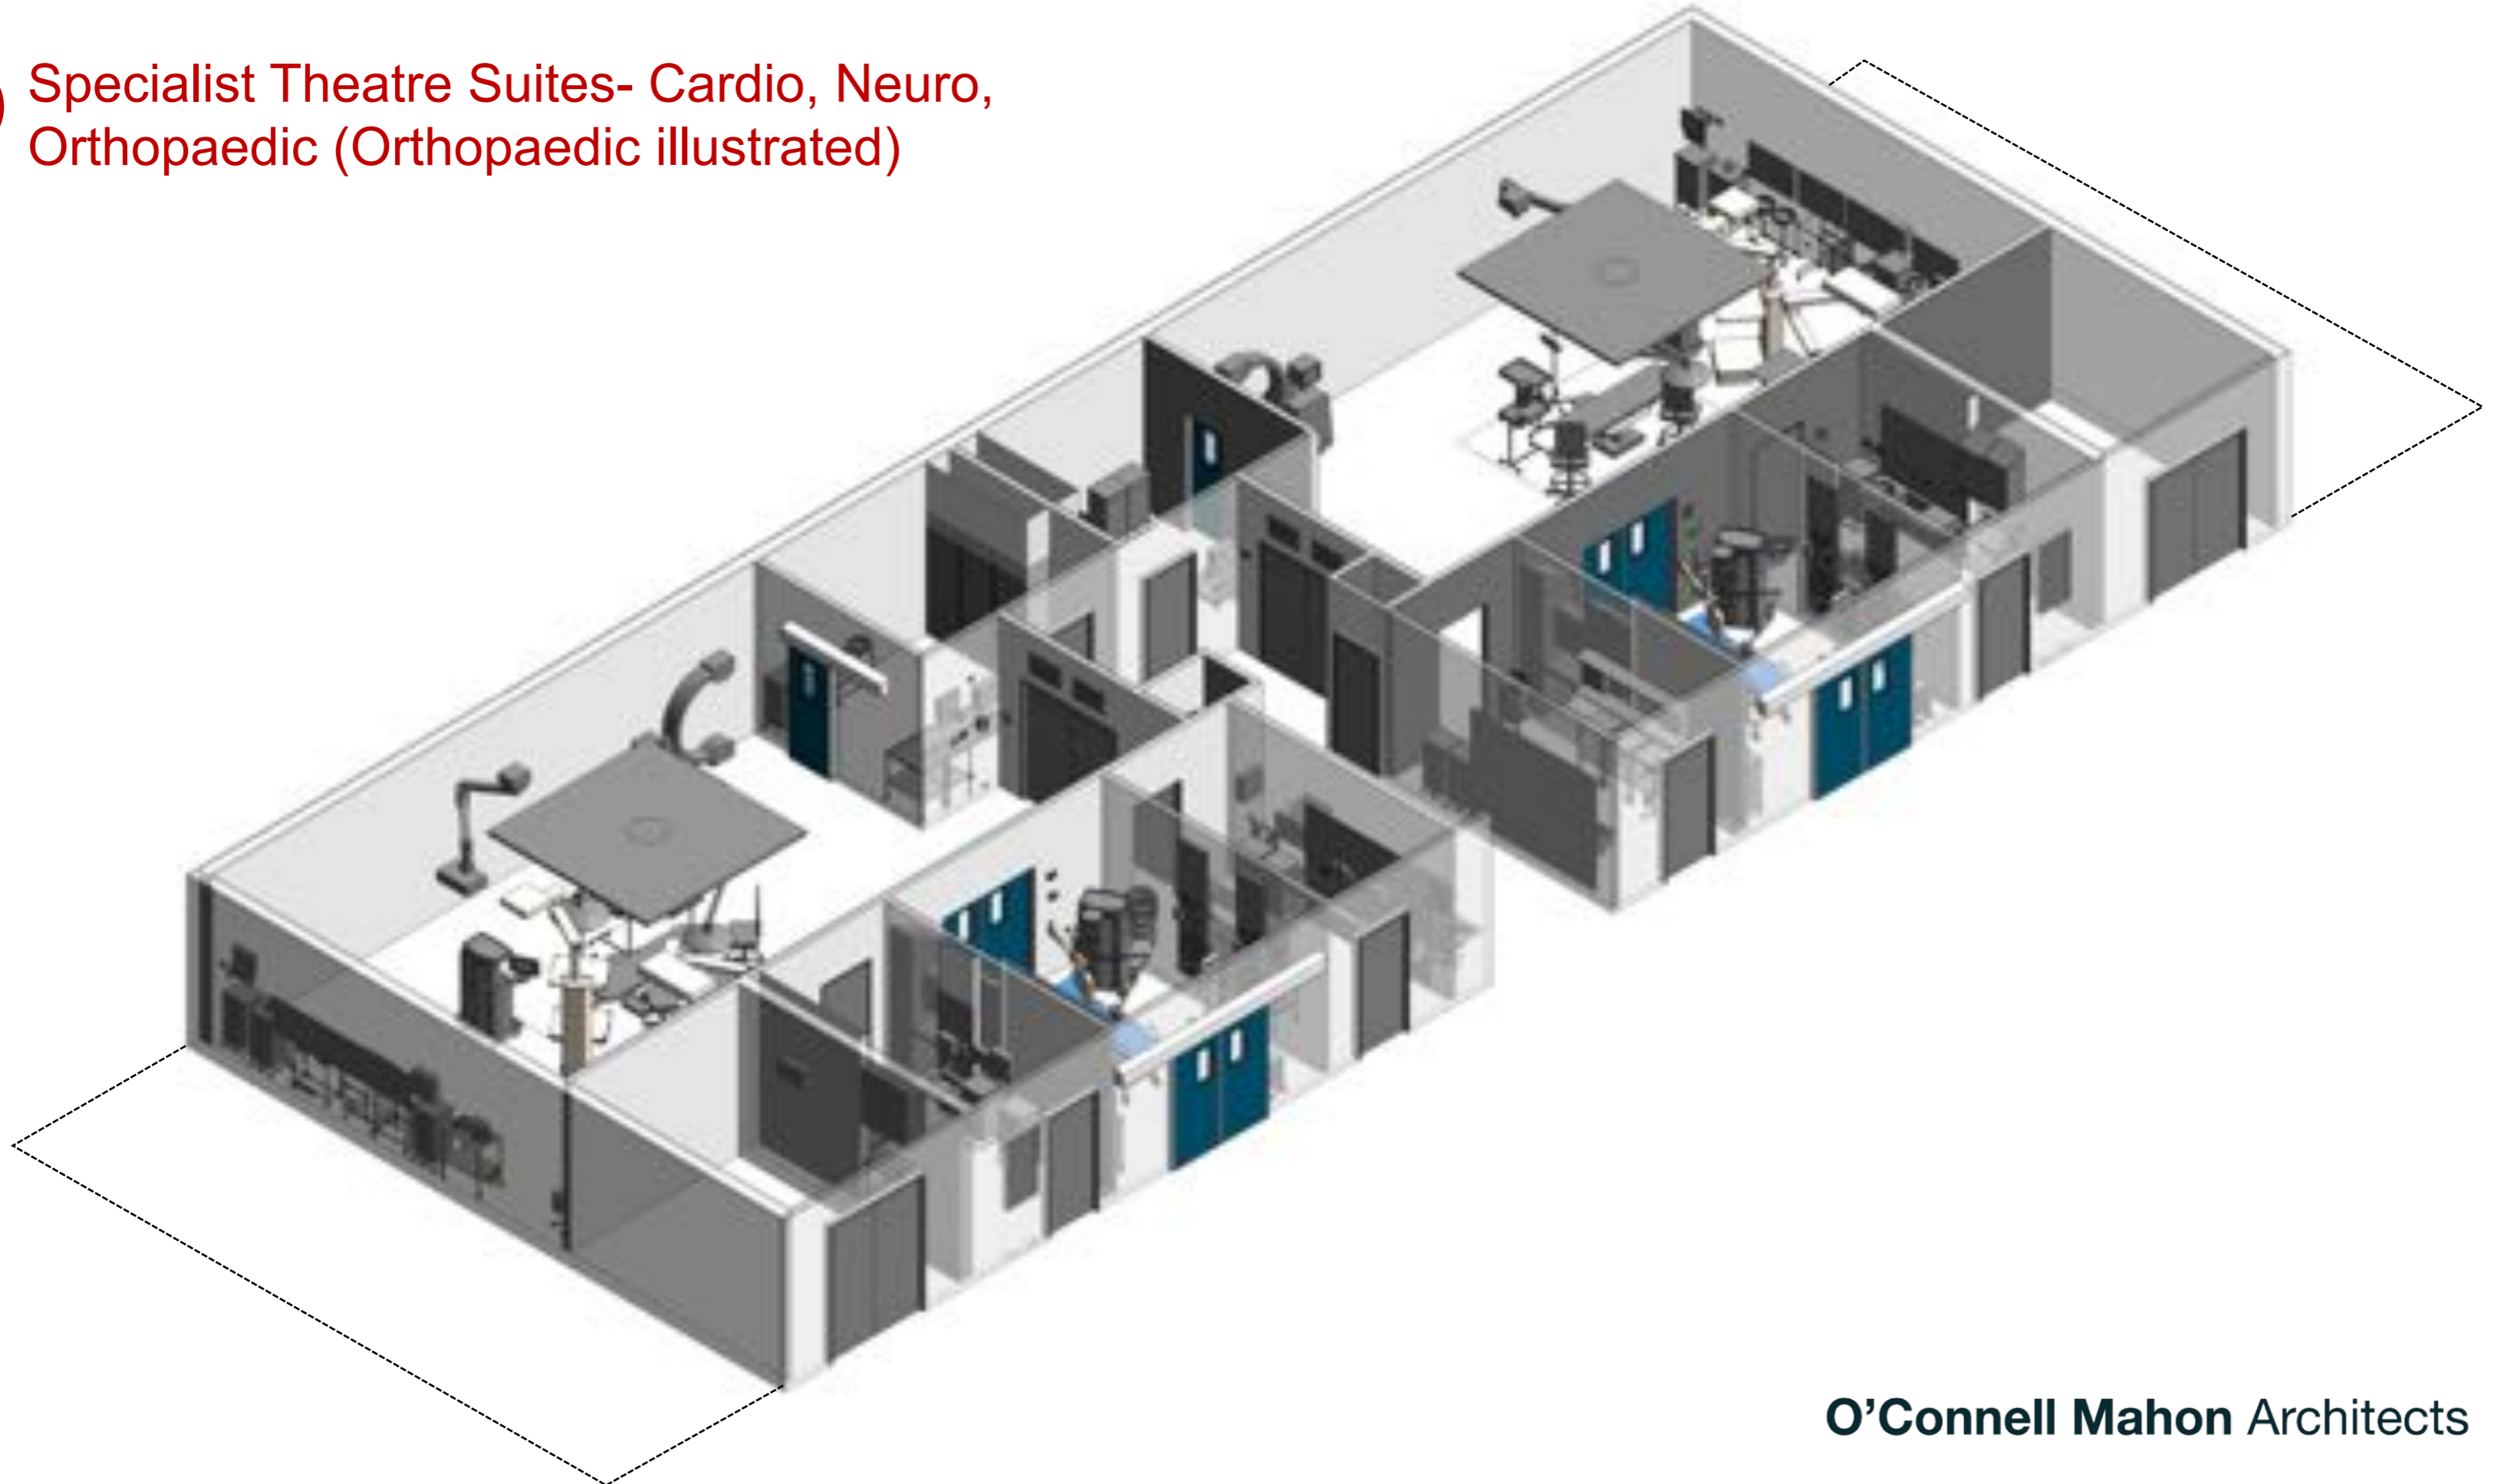 ) Specialist Theatre Suites- Cardio, Neuro,
Orthopaedic (Orthopaedic illustrated)
O’Connell Mahon Architects